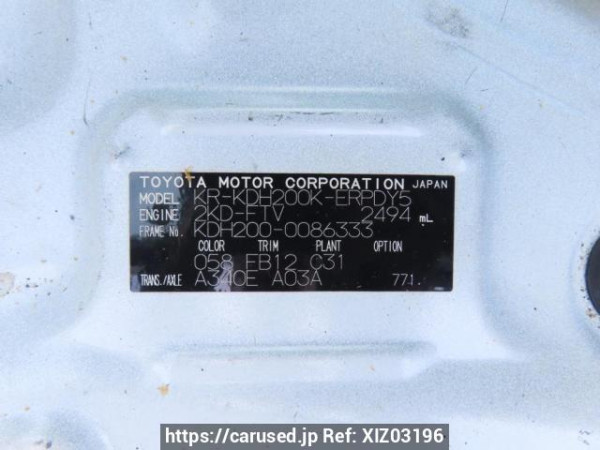 TOYOTA MOTOR CORPORATION JAPAN
MODEL KR-KDH200K-ERPDY5
ENGINE 2KD-FTV 2494 mL
FRAME No. KDH200-0086333
COLOR TRIM PLANT OPTION
058 EB12 C31
TRANS./AXLE A340E A03A 771.
https://carused.jp Ref: XIZ03196